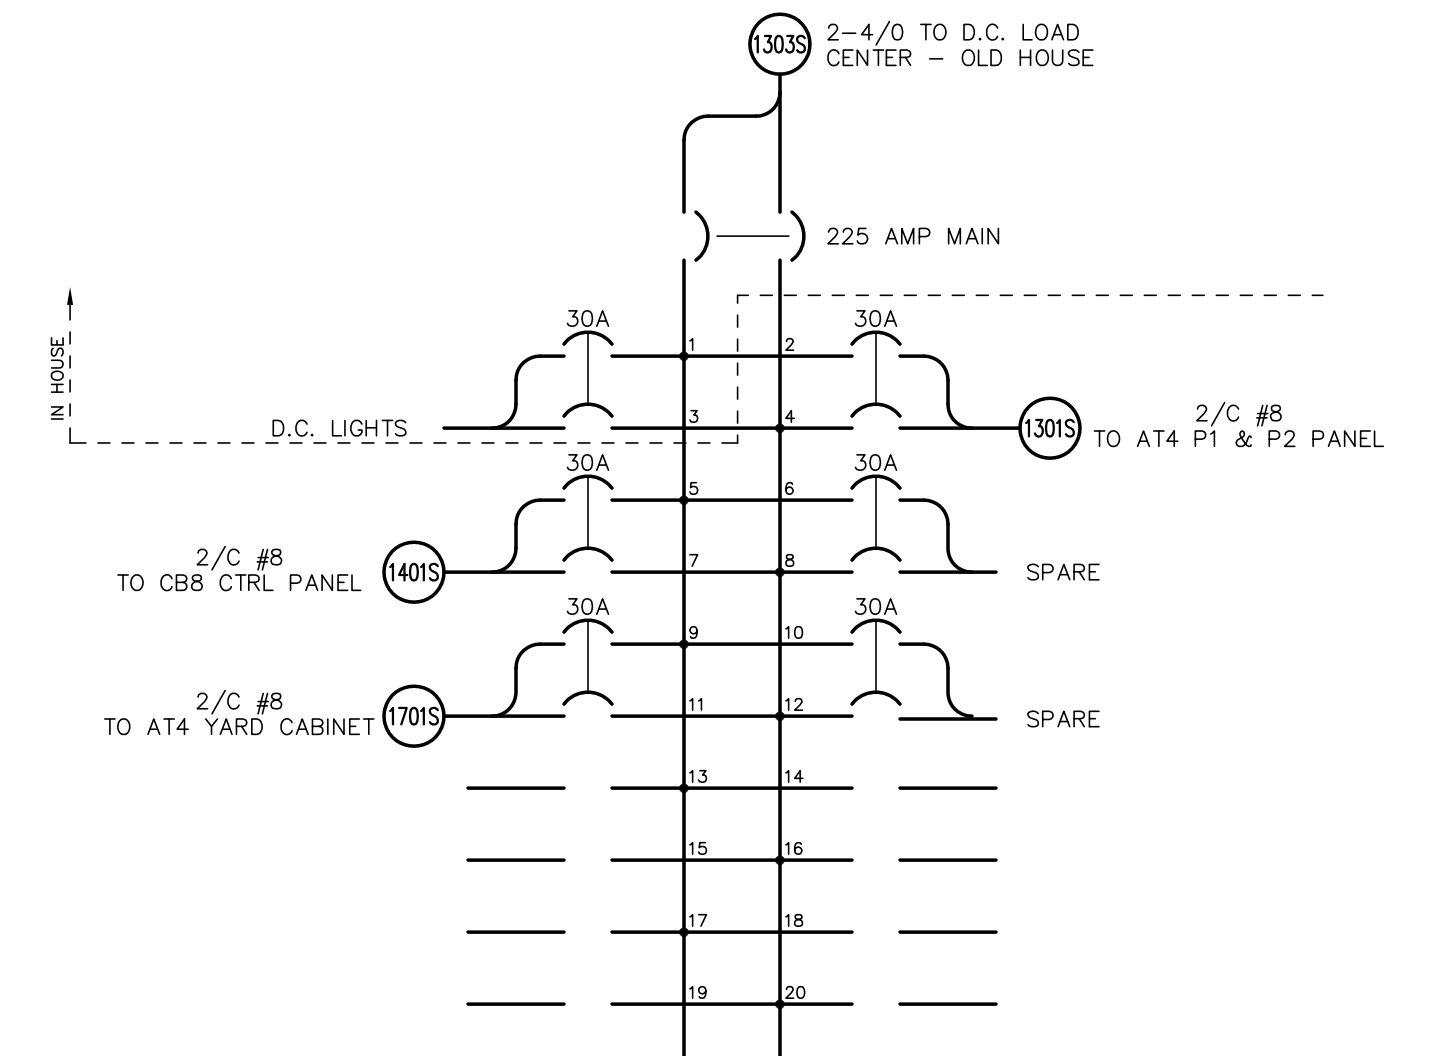 1303S
2-4/0 TO D.C. LOAD
CENTER - OLD HOUSE
225 AMP MAIN
IN HOUSE
30A
30A
1
2
D.C. LIGHTS
3
4
1301S
2/C #8
TO AT4 P1 & P2 PANEL
30A
30A
5
6
2/C #8
TO CB8 CTRL PANEL
1401S
7
8
SPARE
30A
30A
9
10
2/C #8
TO AT4 YARD CABINET
1701S
11
12
SPARE
13
14
15
16
17
18
19
20